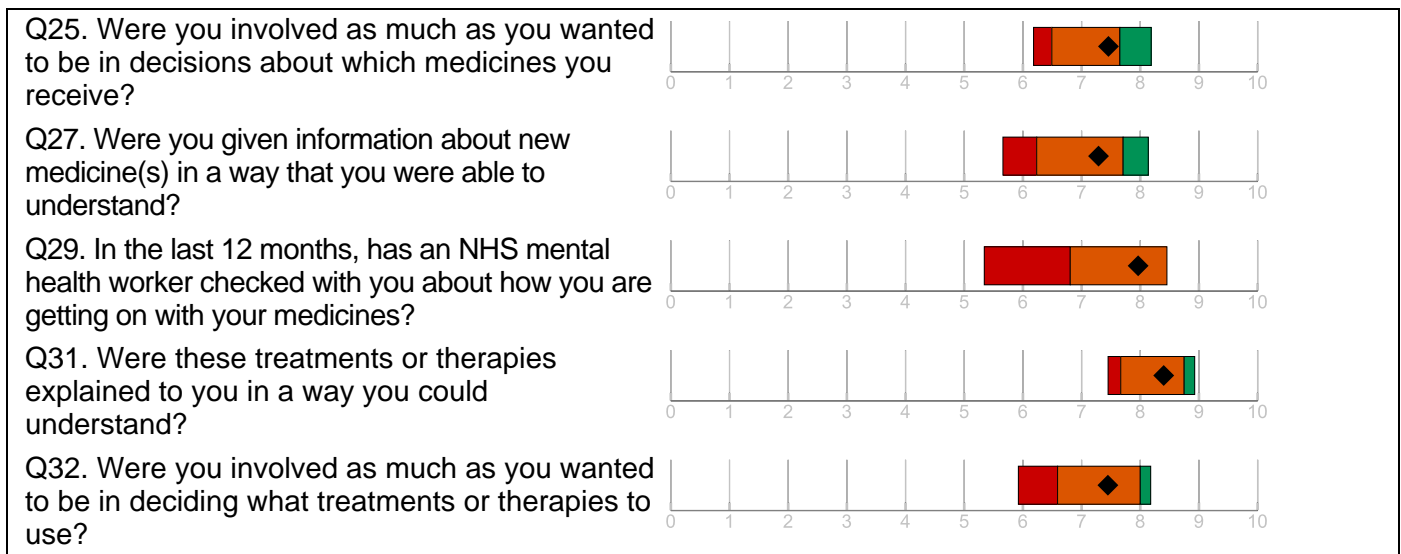 Q25. Were you involved as much as you wanted
to be in decisions about which medicines you
receive?
0 1 2 3 4 5 6 7 8 9 10
Q27. Were you given information about new
medicine(s) in a way that you were able to
understand?
0 1 2 3 4 5 6 7 8 9 10
Q29. In the last 12 months, has an NHS mental
health worker checked with you about how you are
getting on with your medicines?
0 1 2 3 4 5 6 7 8 9 10
Q31. Were these treatments or therapies
explained to you in a way you could
understand?
0 1 2 3 4 5 6 7 8 9 10
Q32. Were you involved as much as you wanted
to be in deciding what treatments or therapies to
use?
0 1 2 3 4 5 6 7 8 9 10